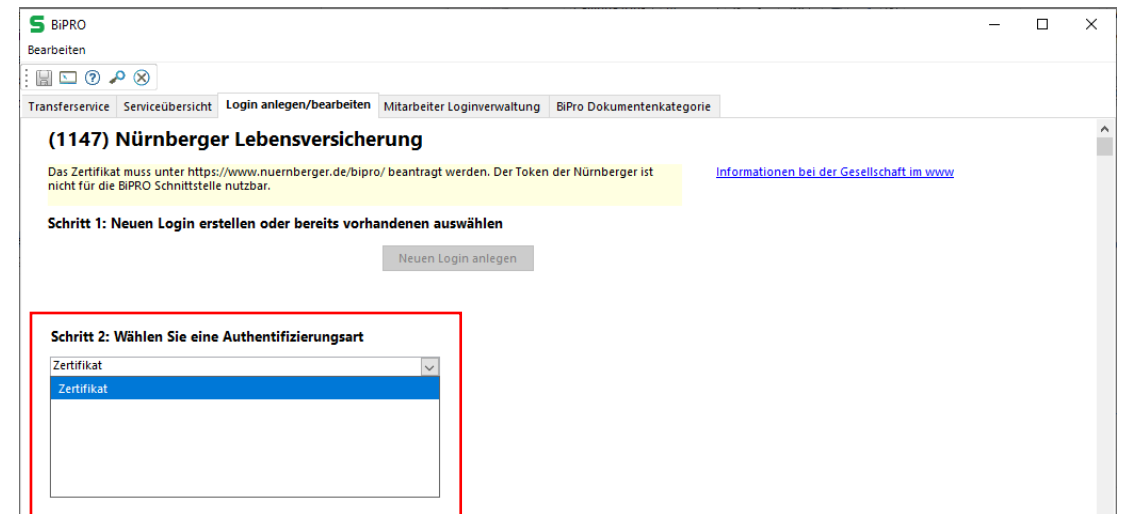 BiPRO
Bearbeiten
Transferservice Serviceübersicht Login anlegen/bearbeiten Mitarbeiter Loginverwaltung BiPro Dokumentenkategorie
(1147) Nürnberger Lebensversicherung
Das Zertifikat muss unter https://www.nuernberger.de/bipro/ beantragt werden. Der Token der Nürnberger ist
nicht für die BiPRO Schnittstelle nutzbar.
Informationen bei der Gesellschaft im www
Schritt 1: Neuen Login erstellen oder bereits vorhandenen auswählen
Neuen Login anlegen
Schritt 2: Wählen Sie eine Authentifizierungsart
Zertifikat
Zertifikat